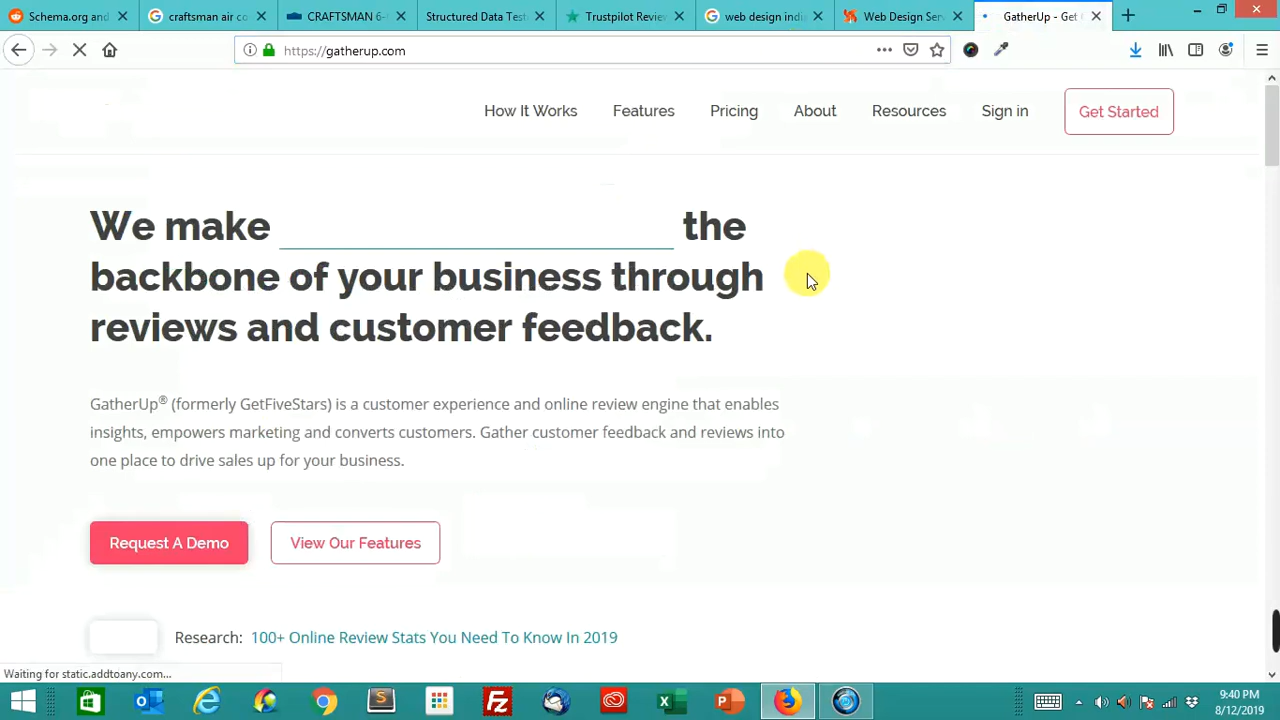 Schema.org and
craftsman air co
CRAFTSMAN 6-
Structured Data Test
Trustpilot Review
web design indi
Web Design Ser
GatherUp - Get
https://gatherup.com
How It Works
Features
Pricing
About
Resources
Sign in
Get Started
We make the
backbone of your business through
reviews and customer feedback.
GatherUp® (formerly GetFiveStars) is a customer experience and online review engine that enables
insights, empowers marketing and converts customers. Gather customer feedback and reviews into
one place to drive sales up for your business.
Request A Demo
View Our Features
Research: 100+ Online Review Stats You Need To Know In 2019
Waiting for static.addtoany.com...
9:40 PM
8/12/2019